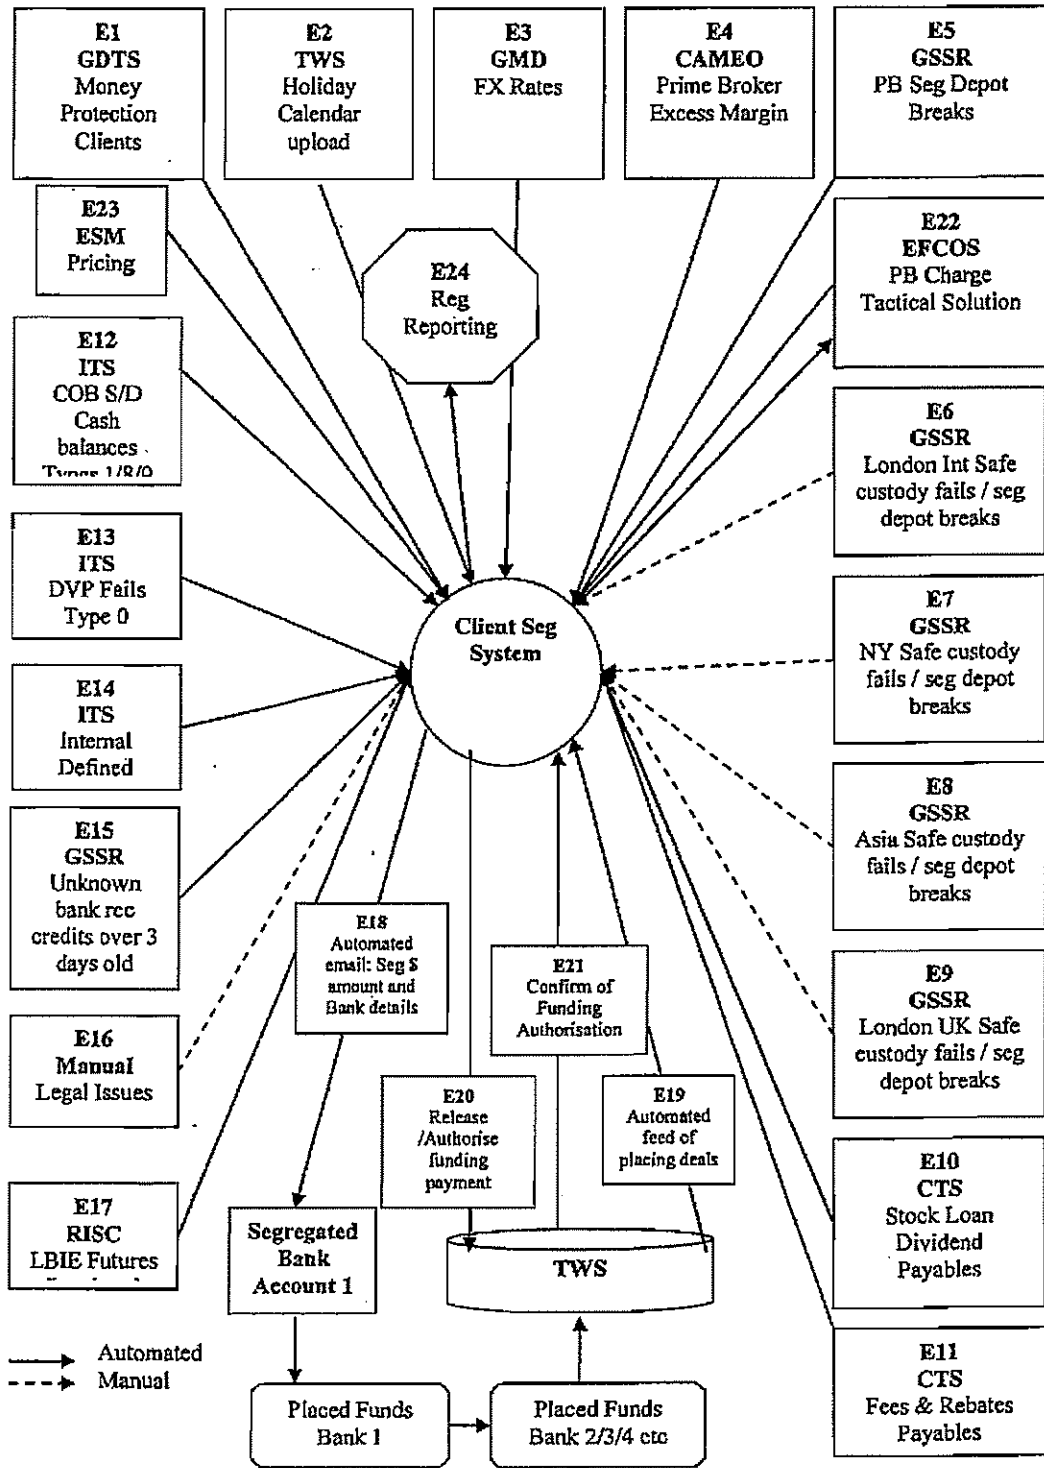 E1
GDTS
Money
Protection
Clients
E2
TWS
Holiday
Calendar
upload
E3
GMD
FX Rates
E4
CAMEO
Prime Broker
Excess Margin
E5
GSSR
PB Seg Depot
Breaks
E23
ESM
Pricing
E24
Reg
Reporting
E22
EFCOS
PB Charge
Tactical Solution
E12
ITS
COB S/D
Cash
balances
Types 1/8/9
E6
GSSR
London Int Safe
custody fails / seg
depot breaks
E13
ITS
DVP Fails
Type 0
Client Seg
System
E7
GSSR
NY Safe custody
fails / seg depot
breaks
E14
ITS
Internal
Defined
E8
GSSR
Asia Safe custody
fails / seg depot
breaks
E15
GSSR
Unknown
bank rec
credits over 3
days old
E18
Automated
email: Seg $
amount and
Bank details
E21
Confirm of
Funding
Authorisation
E9
GSSR
London UK Safe
custody fails / seg
depot breaks
E16
Manual
Legal Issues
E20
Release
/Authorise
funding
payment
E19
Automated
feed of
placing deals
E10
CTS
Stock Loan
Dividend
Payables
E17
RISC
LBIE Futures
Segregated
Bank
Account 1
TWS
E11
CTS
Fees & Rebates
Payables
Automated
Manual
Placed Funds
Bank 1
Placed Funds
Bank 2/3/4 etc